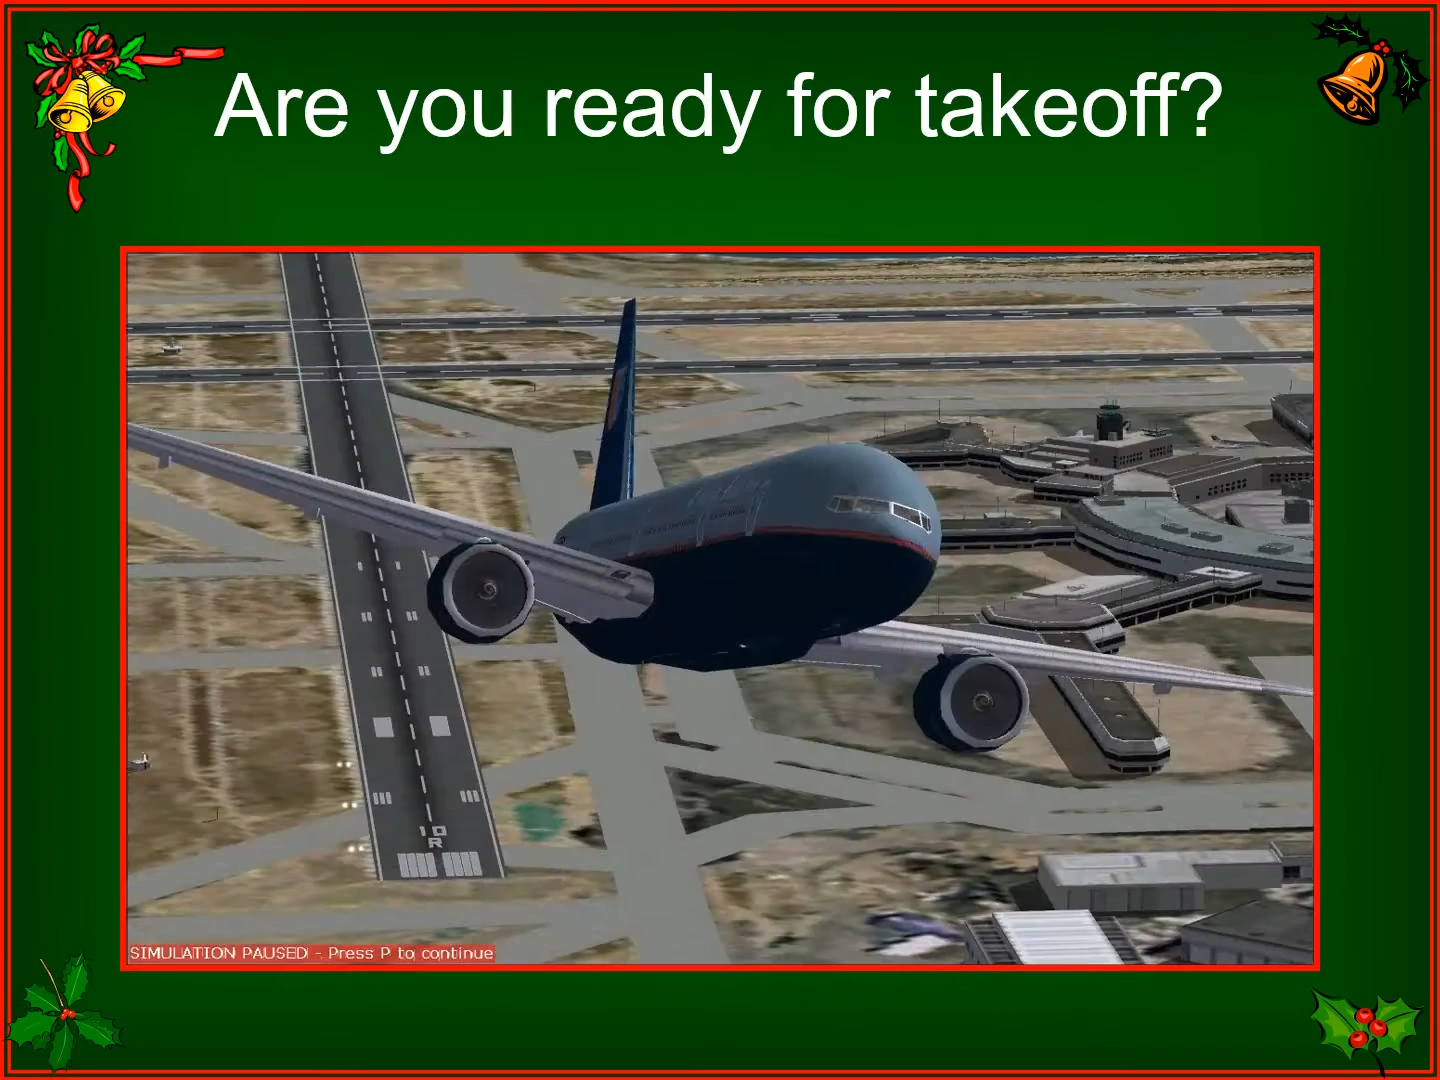 Are you ready for takeoff?
10
R
SIMULATION PAUSED - Press P to continue